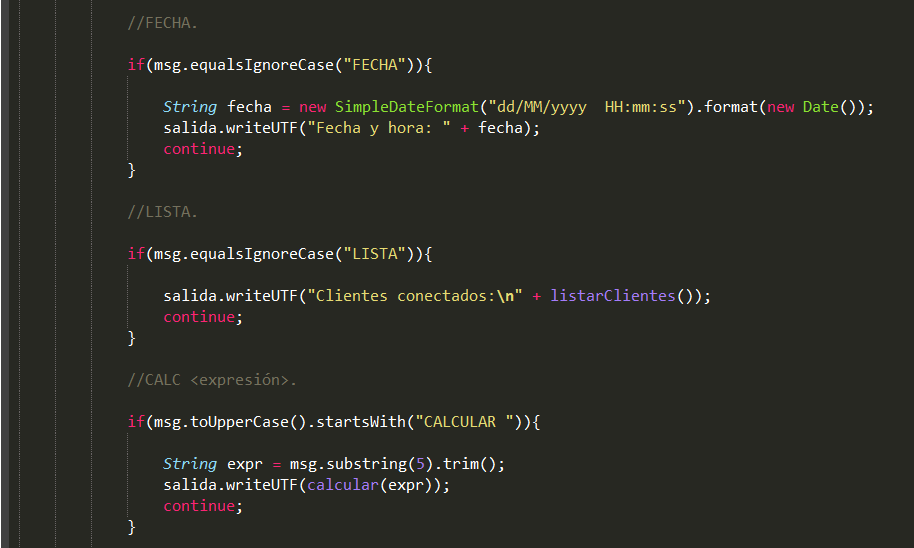 //FECHA.
if(msg.equalsIgnoreCase("FECHA")){
String fecha = new SimpleDateFormat("dd/MM/yyyy  HH:mm:ss").format(new Date());
salida.writeUTF("Fecha y hora: " + fecha);
continue;
}
//LISTA.
if(msg.equalsIgnoreCase("LISTA")){
salida.writeUTF("Clientes conectados:\n" + listarClientes());
continue;
}
//CALC <expresión>.
if(msg.toUpperCase().startsWith("CALCULAR ")){
String expr = msg.substring(5).trim();
salida.writeUTF(calcular(expr));
continue;
}